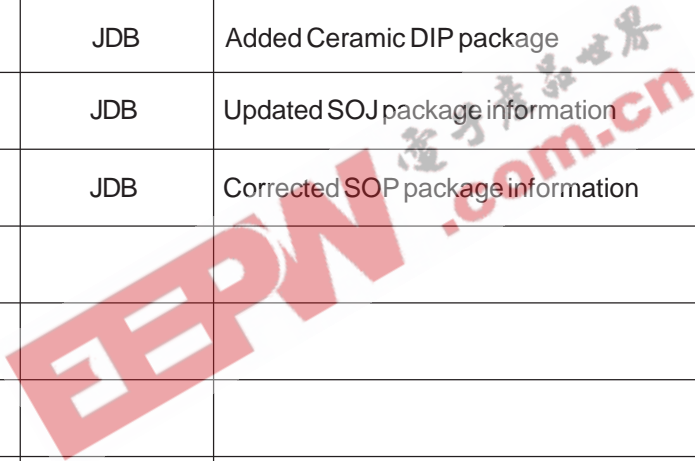 JDB Added Ceramic DIP package
JDB Updated SOJ package information
JDB Corrected SOP package information
电子产品世界
EEPW.com.cn